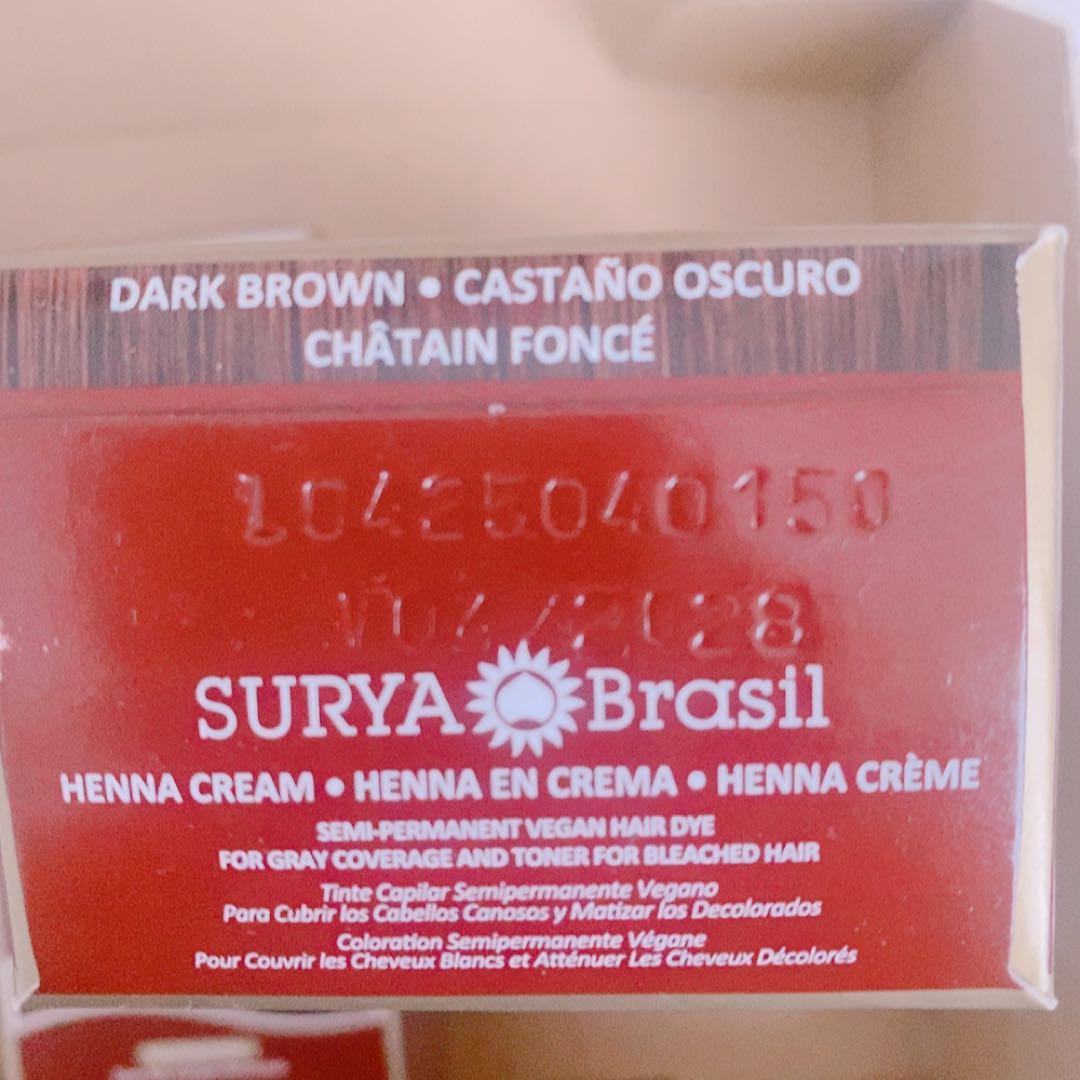 DARK BROWN • CASTAÑO OSCURO
CHÂTAIN FONCÉ
SURYA Brasil
HENNA CREAM • HENNA EN CREMA • HENNA CRÈME
SEMI-PERMANENT VEGAN HAIR DYE
FOR GRAY COVERAGE AND TONER FOR BLEACHED HAIR
Tinte Capilar Semipermanente Vegano
Para Cubrir los Cabellos Canosos y Matizar los Decolorados
Coloration Semipermanente Végane
Pour Couvrir les Cheveux Blancs et Atténuer Les Cheveux Décolorés